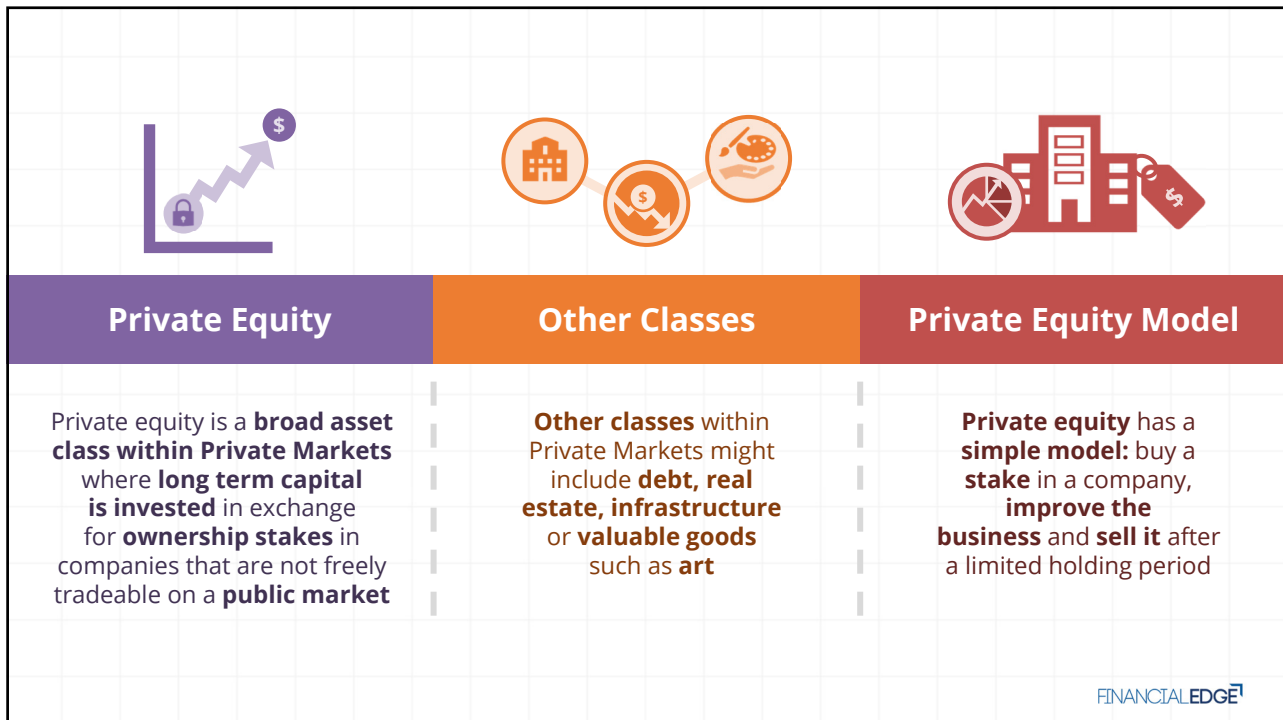 Private Equity
Private equity is a broad asset
class within Private Markets
where long term capital
is invested in exchange
for ownership stakes in
companies that are not freely
tradeable on a public market
Other Classes
Other classes within
Private Markets might
include debt, real
estate, infrastructure
or valuable goods
such as art
Private Equity Model
Private equity has a
simple model: buy a
stake in a company,
improve the
business and sell it after
a limited holding period
$
$
$
FINANCIALEDGE